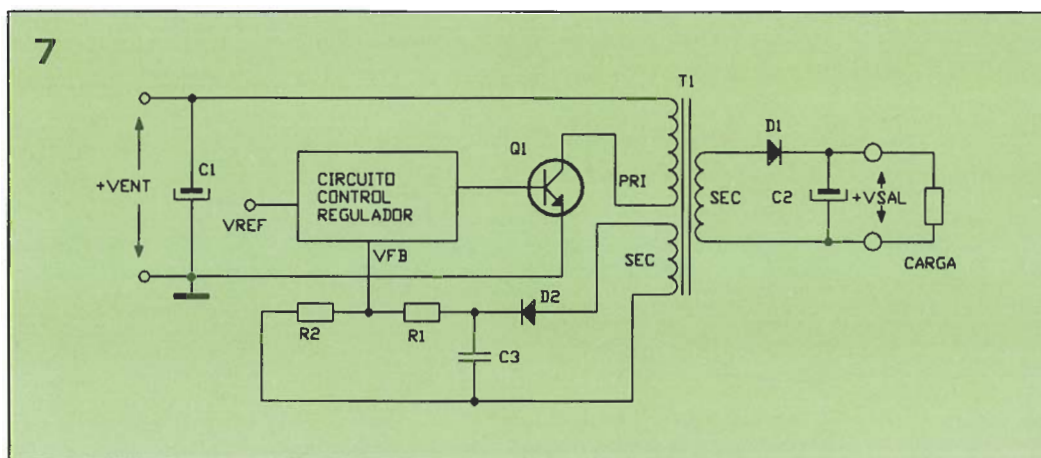 7
T1
D1
Q1
C1
+VENT
CIRCUITO
CONTROL
REGULADOR
PRI
SEC
C2
+VSAL
VREF
VFB
SEC
CARGA
D2
R2
R1
C3